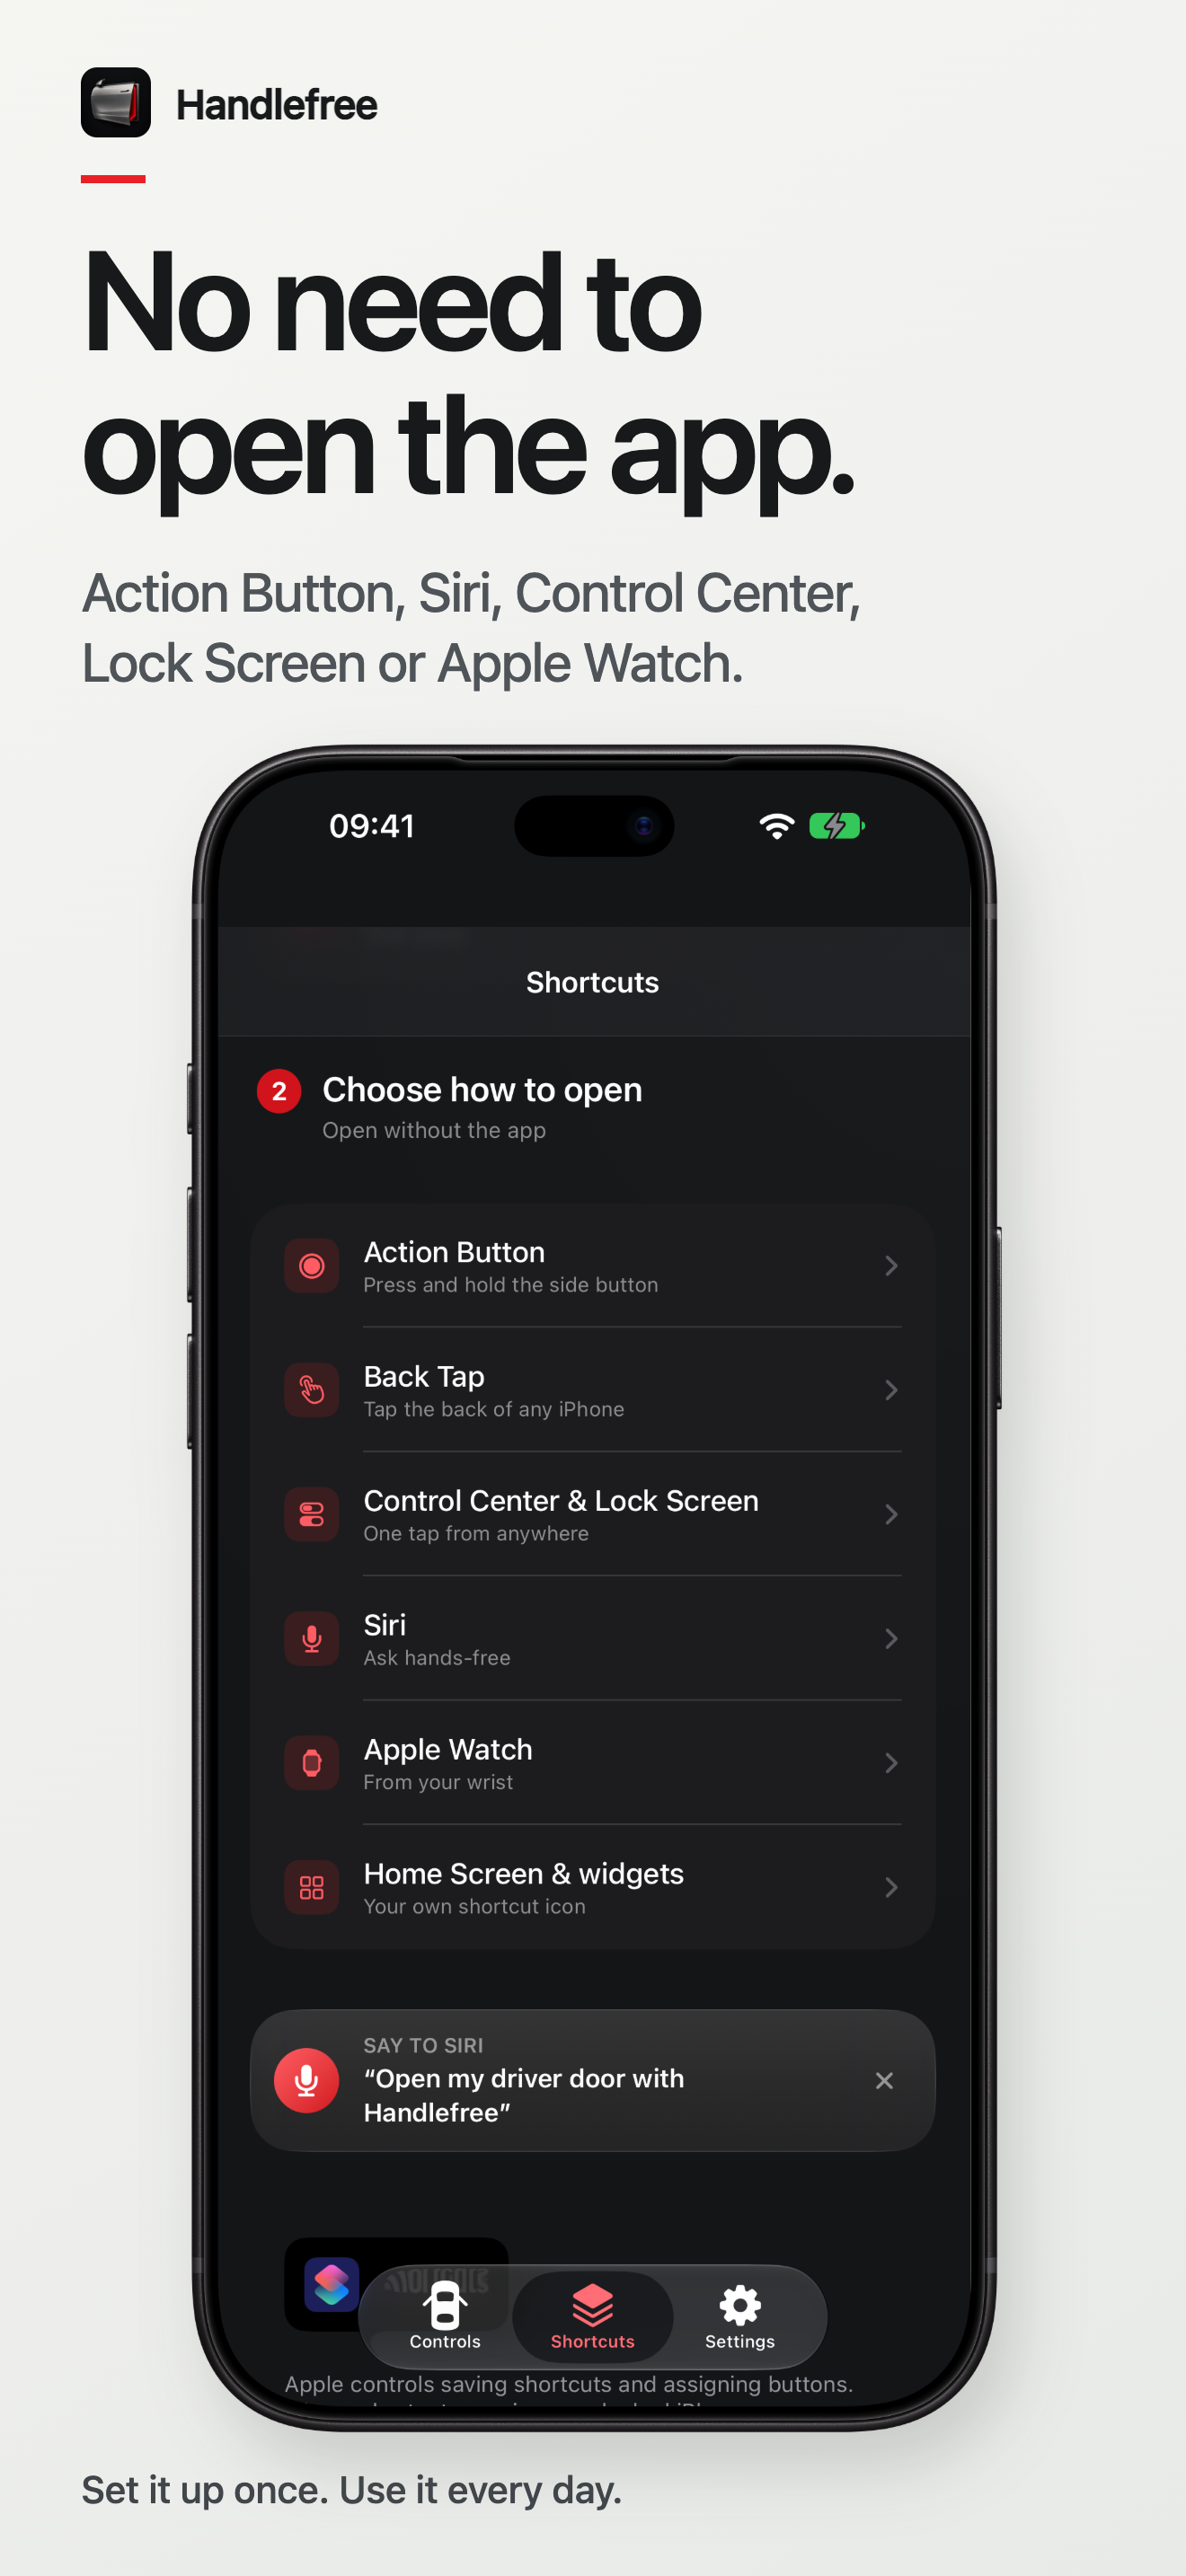 Handlefree
No need to
open the app.
Action Button, Siri, Control Center,
Lock Screen or Apple Watch.
09:41
Shortcuts
2 Choose how to open
Open without the app
Action Button
Press and hold the side button
Back Tap
Tap the back of any iPhone
Control Center & Lock Screen
One tap from anywhere
Siri
Ask hands-free
Apple Watch
From your wrist
Home Screen & widgets
Your own shortcut icon
SAY TO SIRI
“Open my driver door with
Handlefree”
Controls
Shortcuts
Settings
Apple controls saving shortcuts and assigning buttons.
Set it up once. Use it every day.